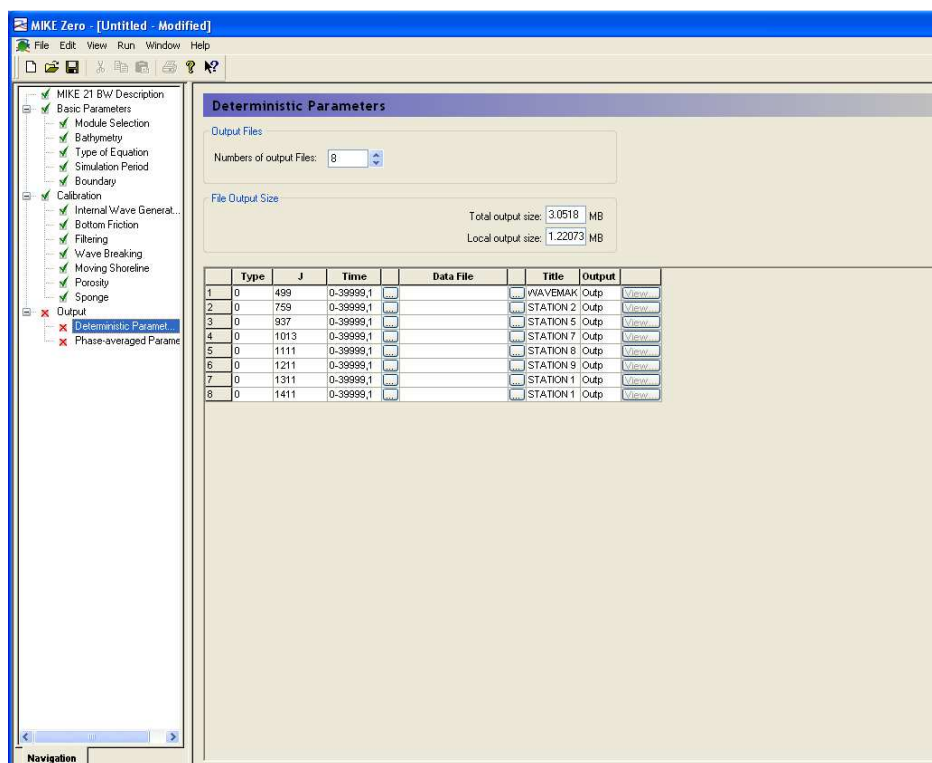 MIKE Zero - [Untitled - Modified]
File Edit View Run Window Help
MIKE 21 BW Description
Basic Parameters
Module Selection
Bathymetry
Type of Equation
Simulation Period
Boundary
Calibration
Internal Wave Generat...
Bottom Friction
Filtering
Wave Breaking
Moving Shoreline
Porosity
Sponge
Output
Deterministic Paramet...
Phase-averaged Parame
Navigation
Deterministic Parameters
Output Files
Numbers of output Files: 8
File Output Size
Total output size: 3.0518 MB
Local output size: 1.22073 MB
Type J Time Data File Title Output
1 0 499 0-39999,1 ... ... WAVEMAK Outp View...
2 0 759 0-39999,1 ... ... STATION 2 Outp View...
3 0 937 0-39999,1 ... ... STATION 5 Outp View...
4 0 1013 0-39999,1 ... ... STATION 7 Outp View...
5 0 1111 0-39999,1 ... ... STATION 8 Outp View...
6 0 1211 0-39999,1 ... ... STATION 9 Outp View...
7 0 1311 0-39999,1 ... ... STATION 1 Outp View...
8 0 1411 0-39999,1 ... ... STATION 1 Outp View...